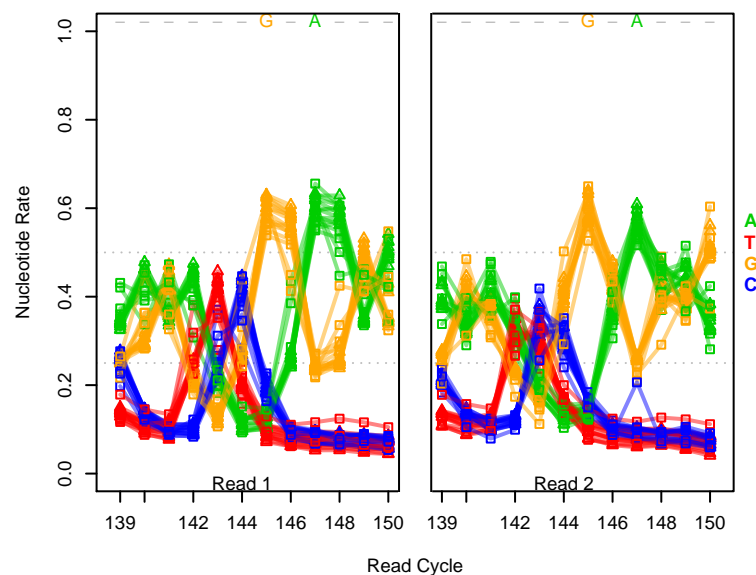 G A G A
1.0
0.8
0.6
0.4
0.2
0.0
Nucleotide Rate
A
T
G
C
Read 1 Read 2
139 142 144 146 148 150 139 142 144 146 148 150
Read Cycle